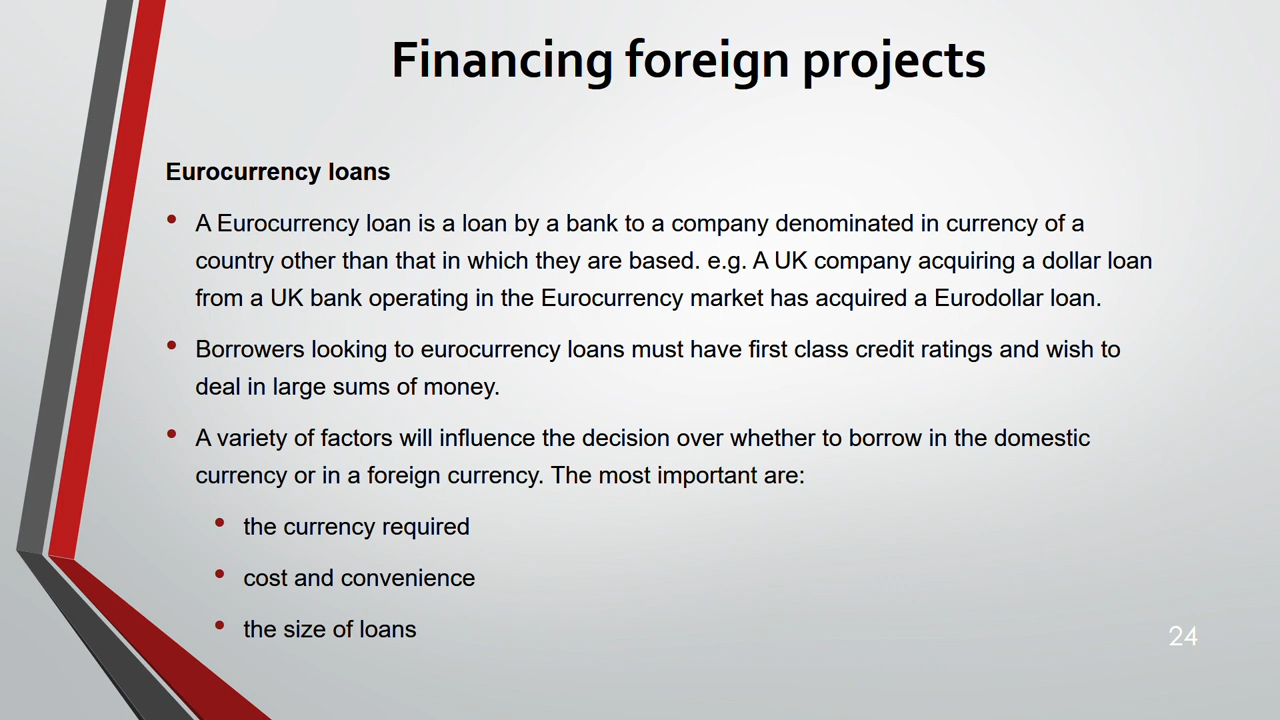 Financing foreign projects
Eurocurrency loans
• A Eurocurrency loan is a loan by a bank to a company denominated in currency of a
country other than that in which they are based. e.g. A UK company acquiring a dollar loan
from a UK bank operating in the Eurocurrency market has acquired a Eurodollar loan.
• Borrowers looking to eurocurrency loans must have first class credit ratings and wish to
deal in large sums of money.
• A variety of factors will influence the decision over whether to borrow in the domestic
currency or in a foreign currency. The most important are:
• the currency required
• cost and convenience
• the size of loans
24